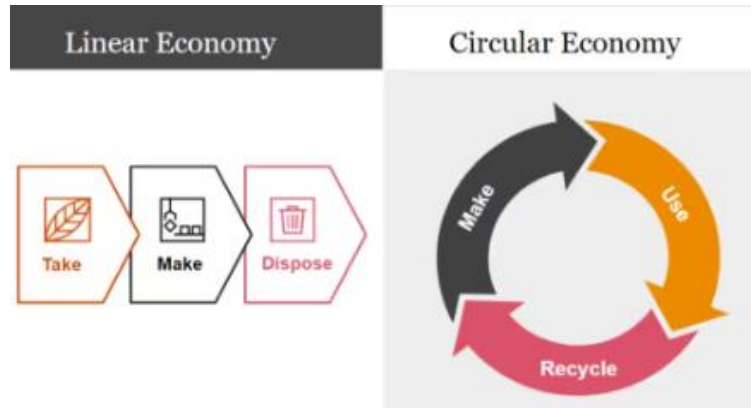 Linear Economy
Circular Economy
Take
Make
Dispose
Make
Use
Recycle